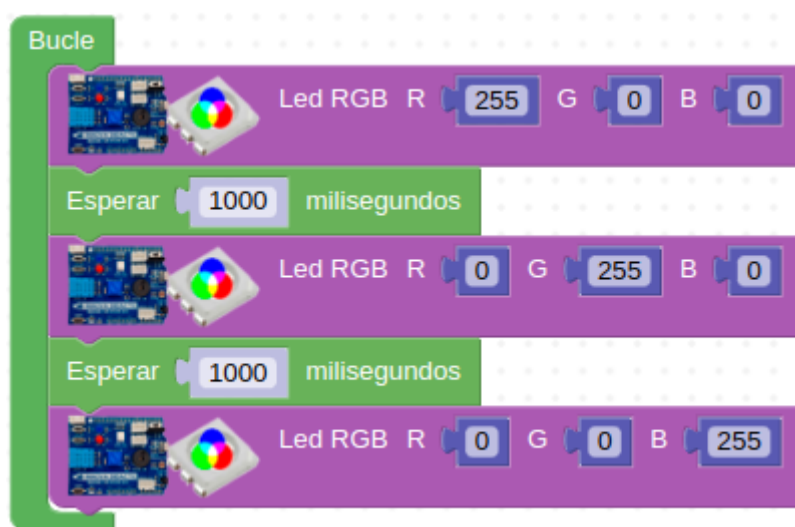 Bucle
Led RGB R 255 G 0 B 0
Esperar 1000 milisegundos
Led RGB R 0 G 255 B 0
Esperar 1000 milisegundos
Led RGB R 0 G 0 B 255